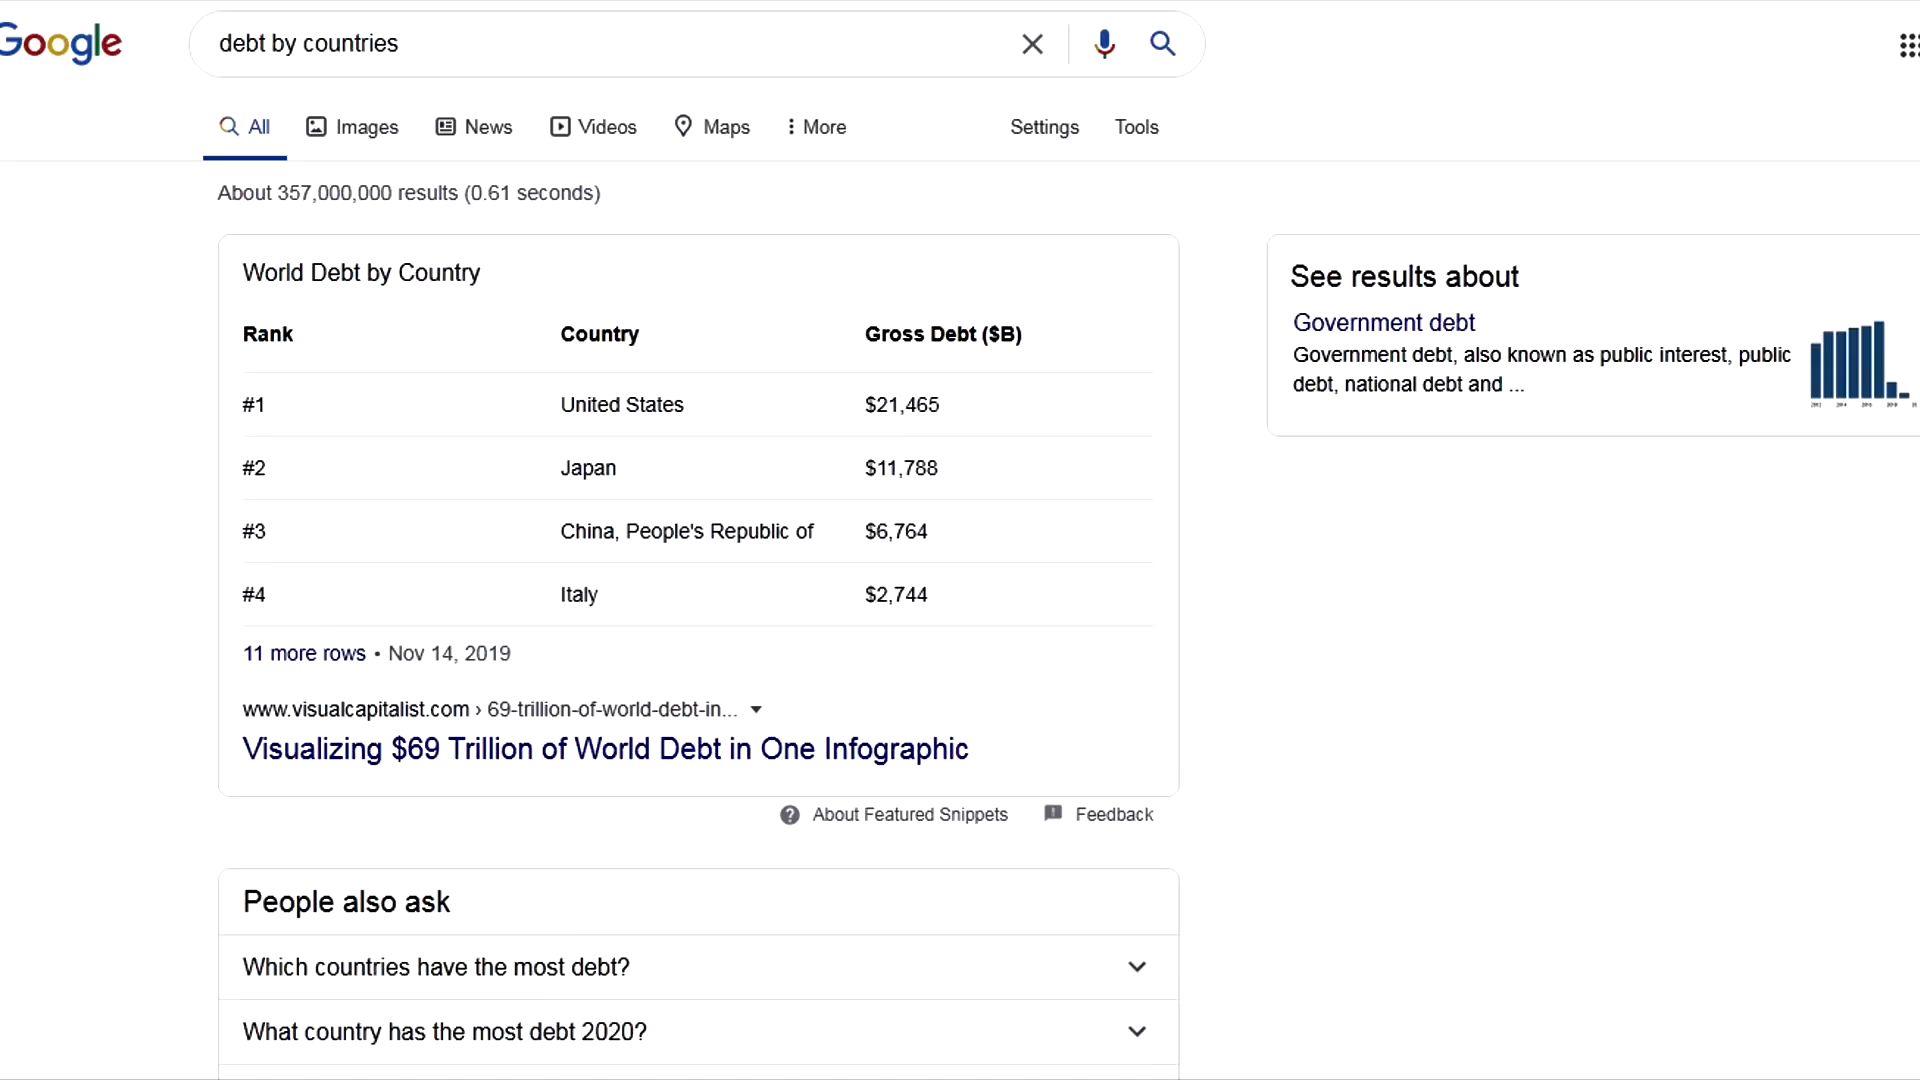 Google
debt by countries
All Images News Videos Maps More Settings Tools
About 357,000,000 results (0.61 seconds)
World Debt by Country
Rank Country Gross Debt ($B)
#1 United States $21,465
#2 Japan $11,788
#3 China, People's Republic of $6,764
#4 Italy $2,744
11 more rows • Nov 14, 2019
www.visualcapitalist.com › 69-trillion-of-world-debt-in...
Visualizing $69 Trillion of World Debt in One Infographic
About Featured Snippets Feedback
People also ask
Which countries have the most debt?
What country has the most debt 2020?
See results about
Government debt
Government debt, also known as public interest, public
debt, national debt and ...